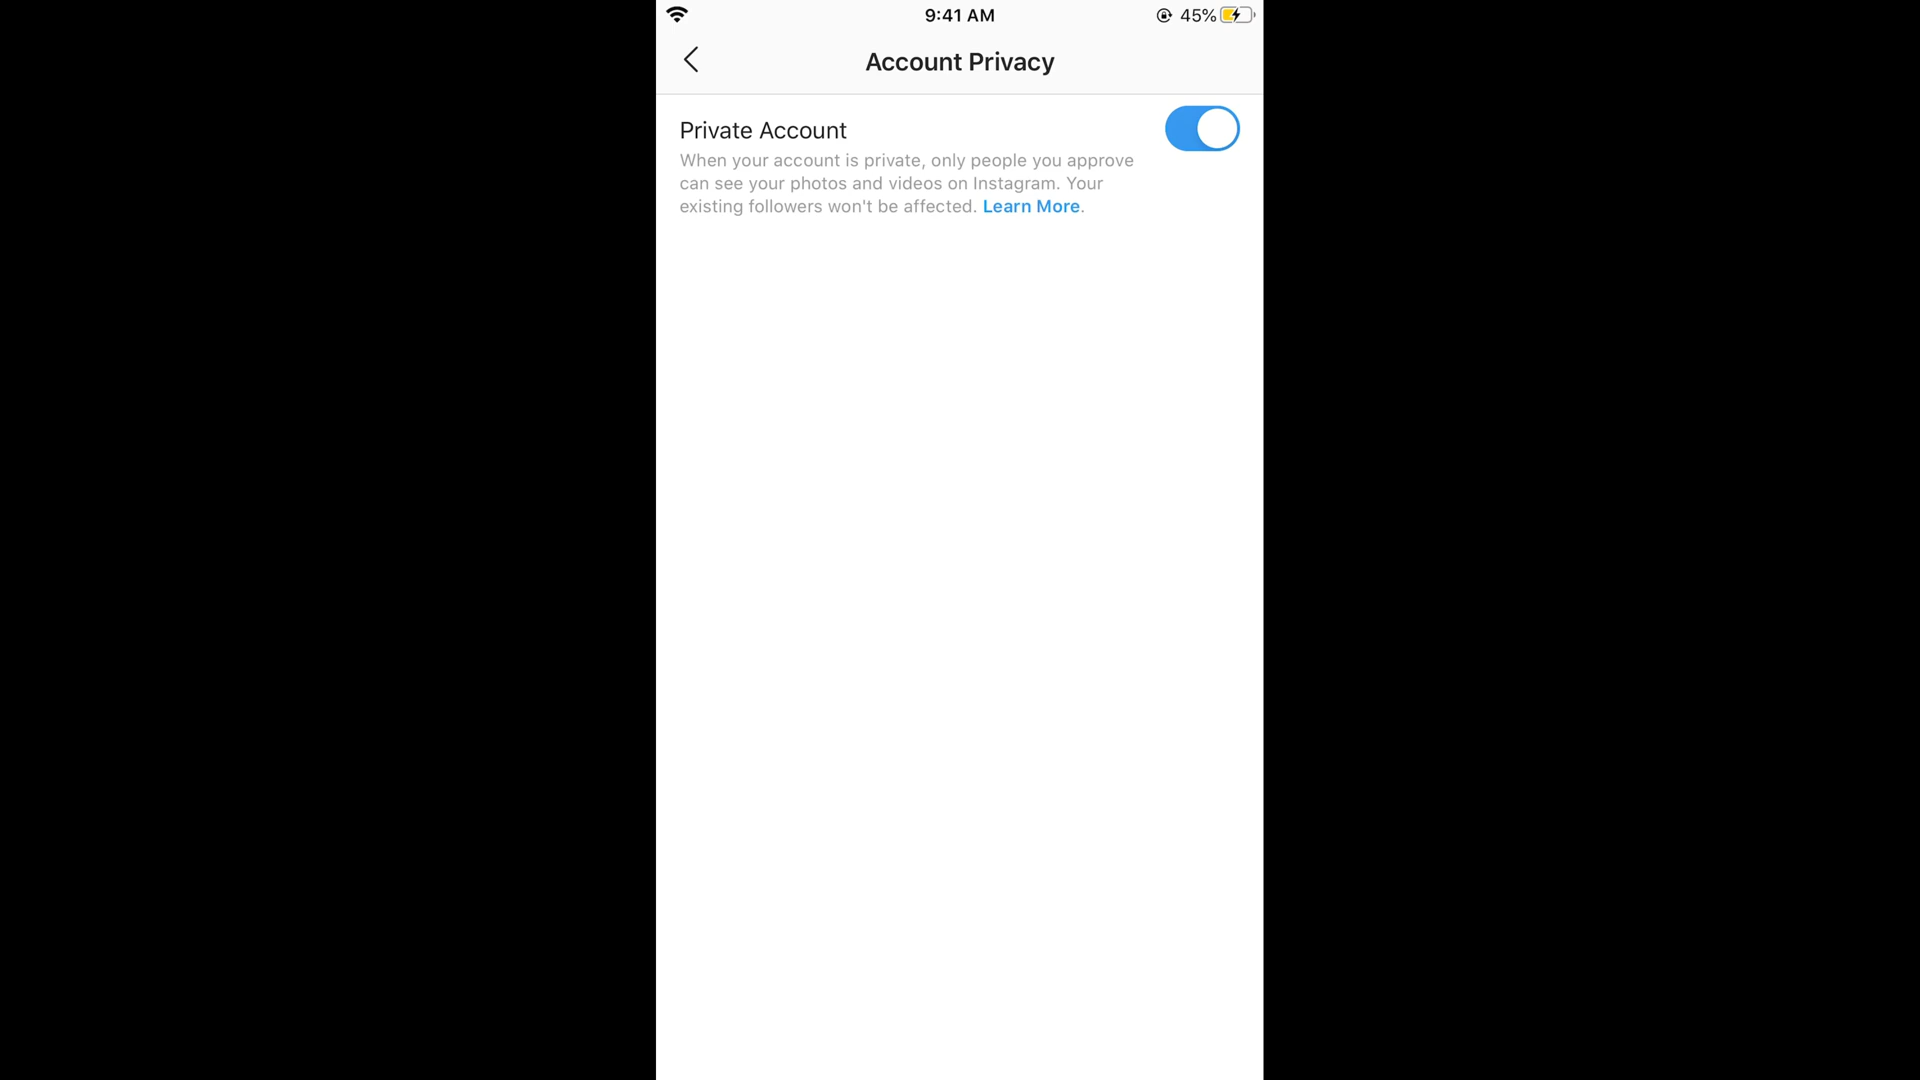 9:41 AM
45%
Account Privacy
Private Account
When your account is private, only people you approve
can see your photos and videos on Instagram. Your
existing followers won't be affected. Learn More.